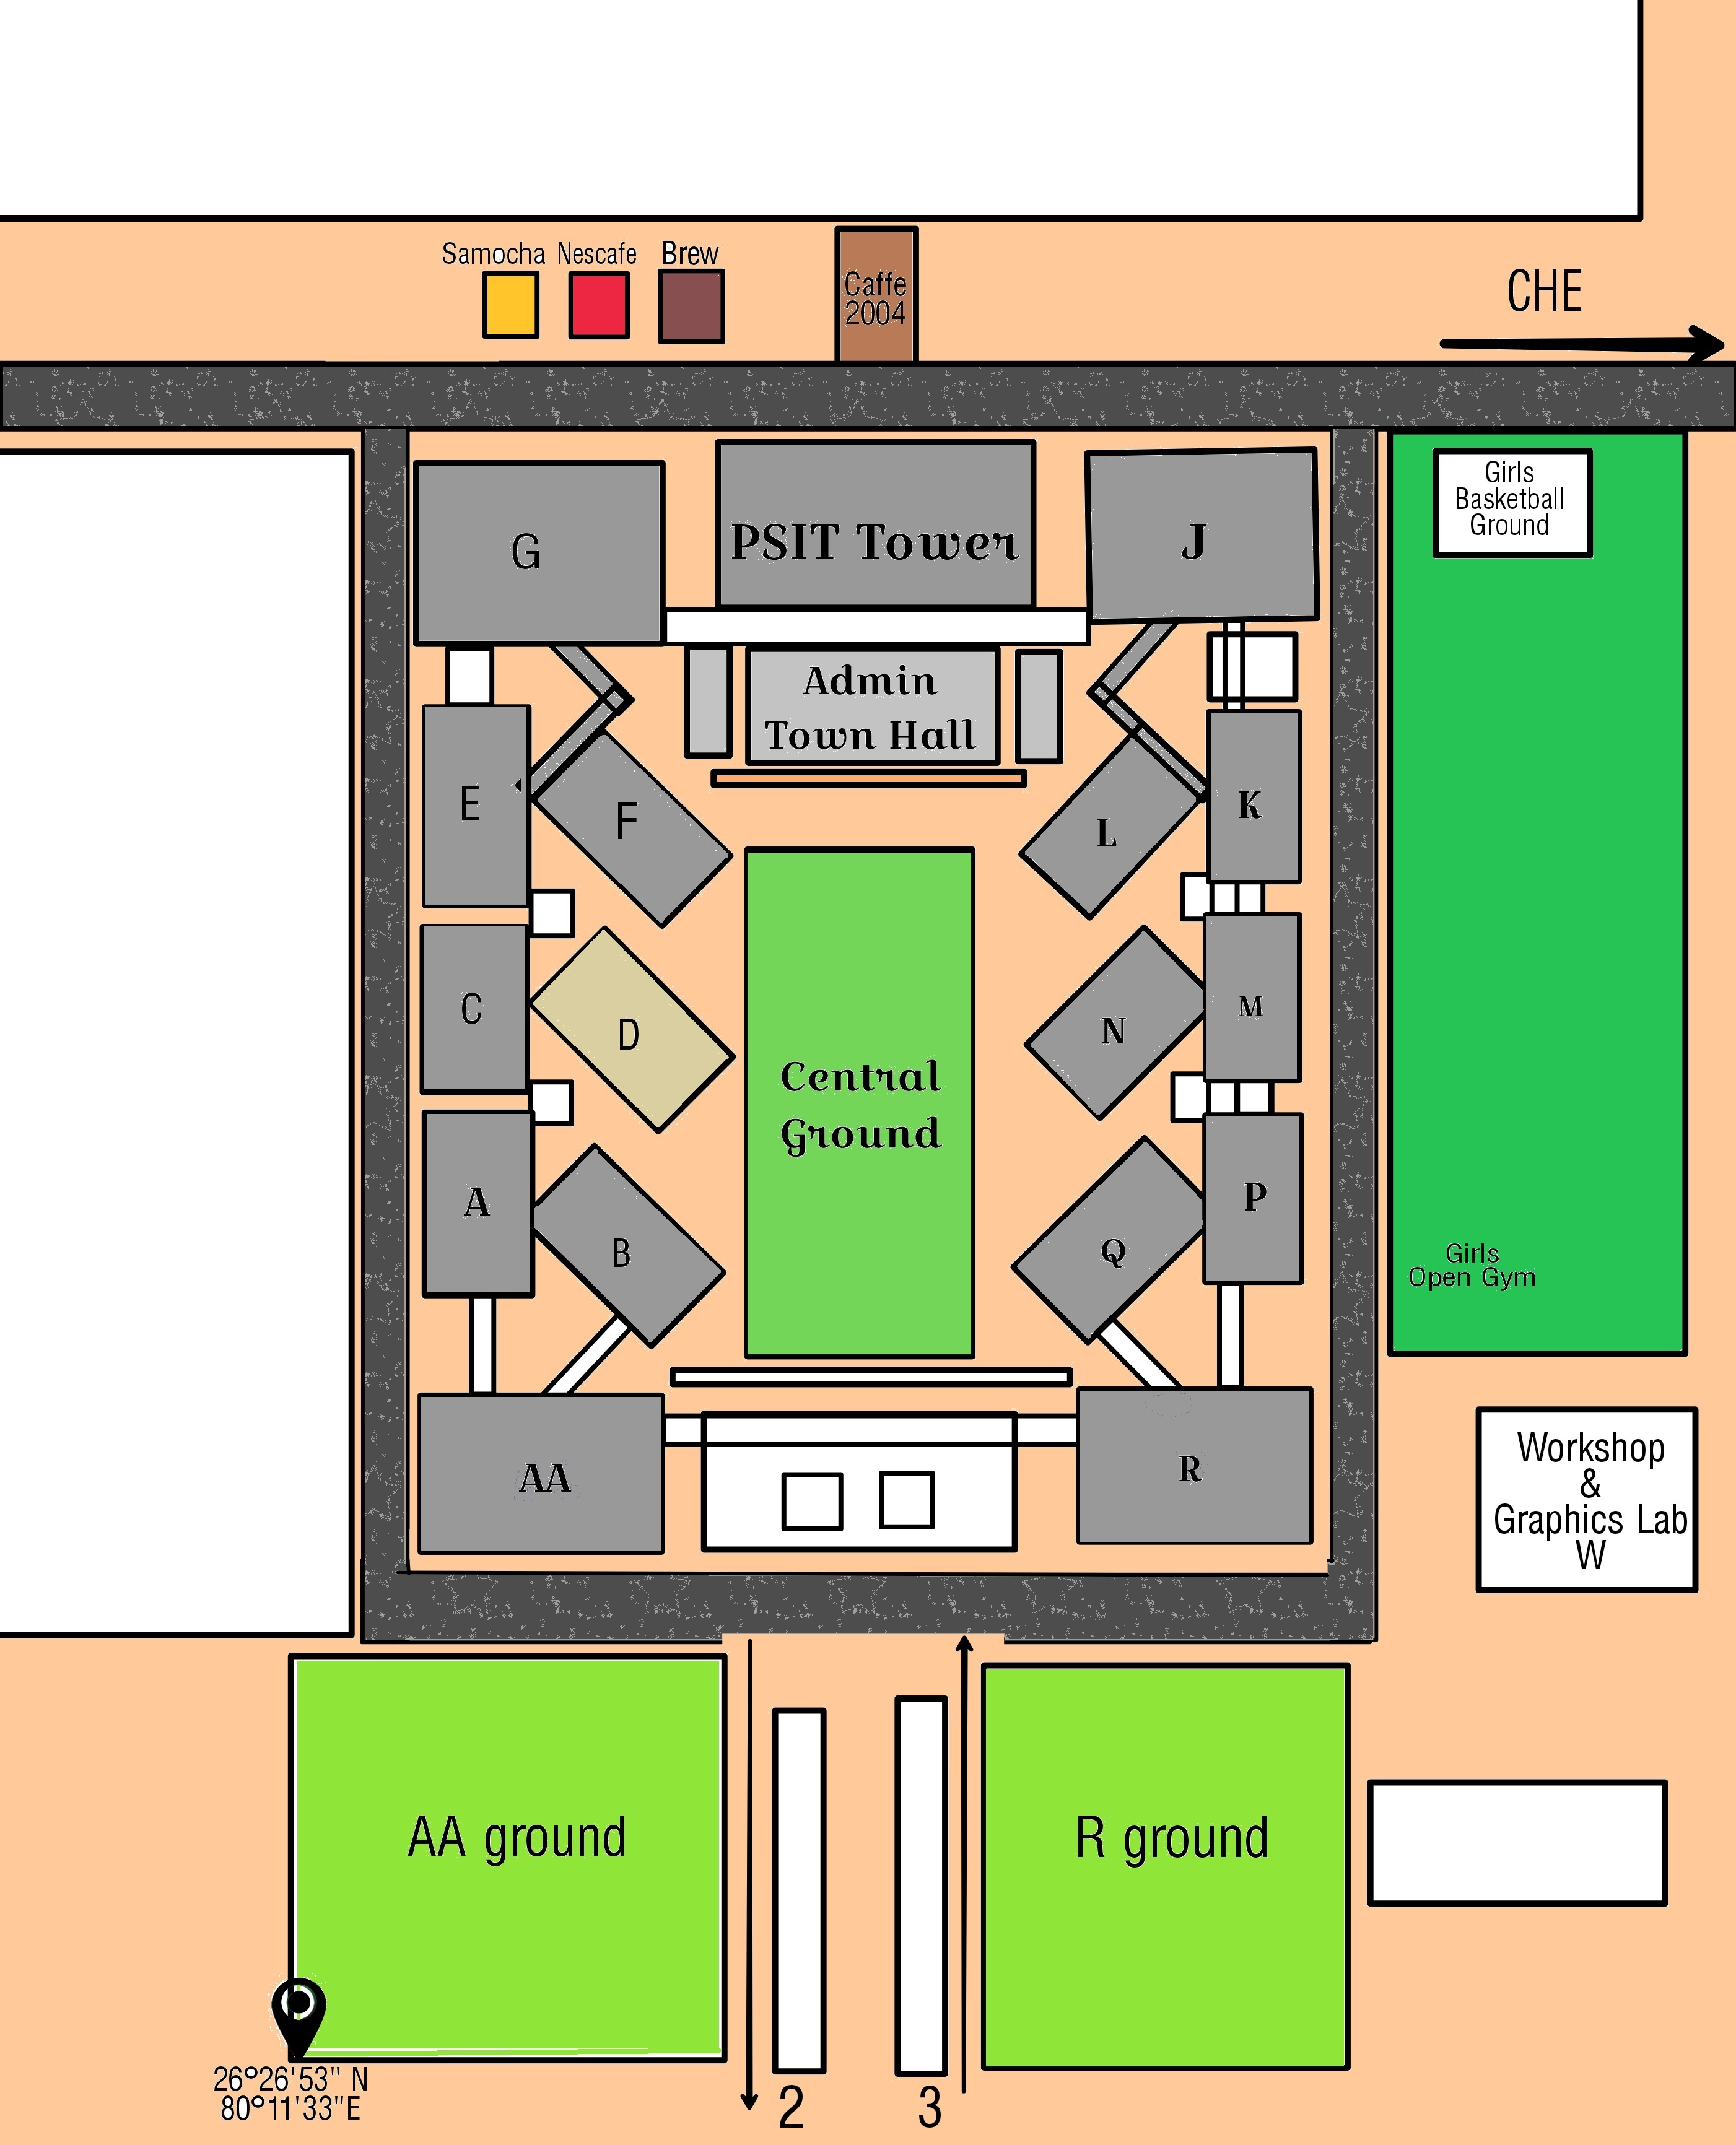 Samocha
Nescafe
Brew
Caffe
2004
CHE
G
PSIT Tower
J
Girls
Basketball
Ground
Admin
Town Hall
E
F
L
K
C
D
N
M
Central
Ground
A
B
Q
P
Girls
Open Gym
AA
R
Workshop
&
Graphics Lab
W
AA ground
R ground
26°26'53" N
80°11'33"E
2
3